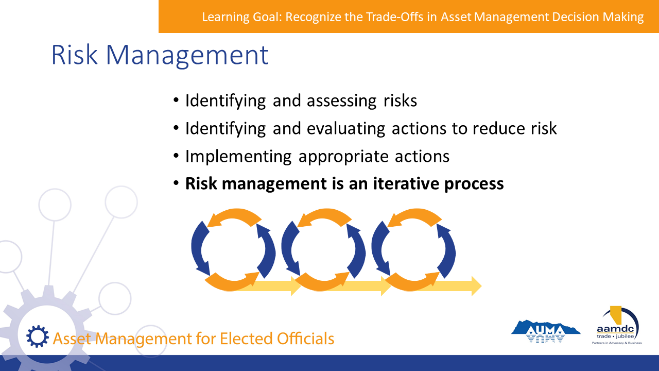 Learning Goal: Recognize the Trade-Offs in Asset Management Decision Making
Risk Management
• Identifying and assessing risks
• Identifying and evaluating actions to reduce risk
• Implementing appropriate actions
• Risk management is an iterative process
Asset Management for Elected Officials
AUMA
aamdc
trade • jubilee